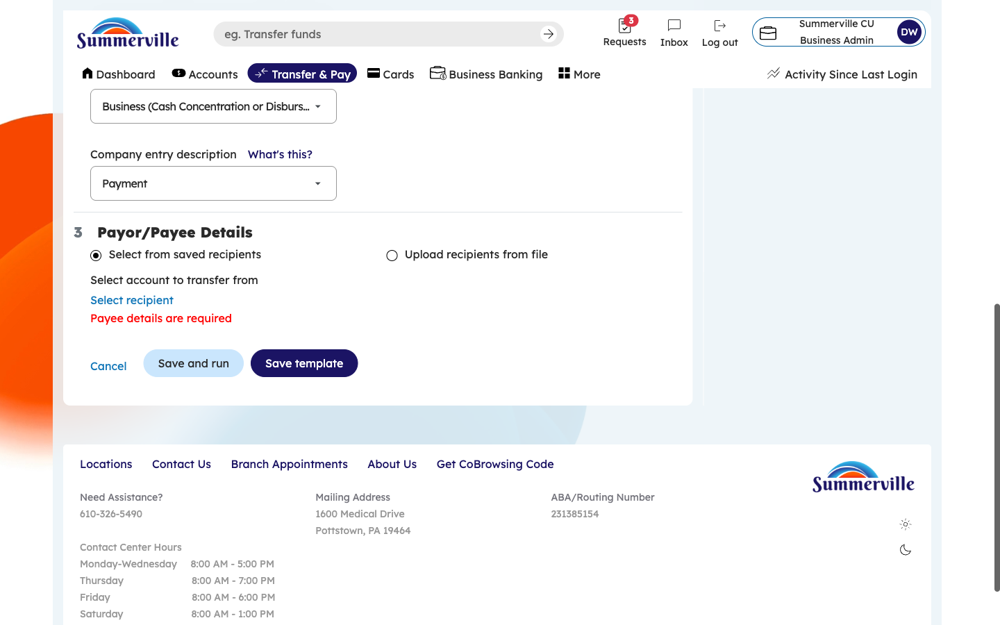 Summerville
eg. Transfer funds
3
Requests
Inbox
Log out
Summerville CU
Business Admin
DW
Dashboard
Accounts
Transfer & Pay
Cards
Business Banking
More
Activity Since Last Login
Business (Cash Concentration or Disburs...
Company entry description What's this?
Payment
3 Payor/Payee Details
Select from saved recipients
Upload recipients from file
Select account to transfer from
Select recipient
Payee details are required
Cancel
Save and run
Save template
Locations
Contact Us
Branch Appointments
About Us
Get CoBrowsing Code
Summerville
Need Assistance?
610-326-5490
Mailing Address
1600 Medical Drive
Pottstown, PA 19464
ABA/Routing Number
231385154
Contact Center Hours
Monday-Wednesday 8:00 AM - 5:00 PM
Thursday 8:00 AM - 7:00 PM
Friday 8:00 AM - 6:00 PM
Saturday 8:00 AM - 1:00 PM